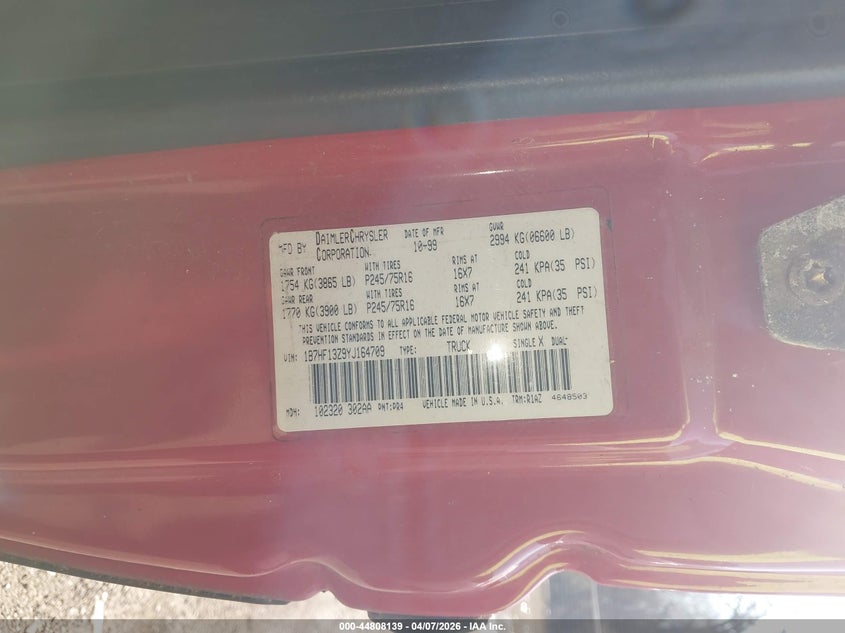 MFD BY DAIMLERCHRYSLER CORPORATION DATE OF MFR 10-99 GVWR 2994 KG(06600 LB)
GAWR FRONT WITH TIRES RIMS AT COLD
1754 KG(3865 LB) P245/75R16 16X7 241 KPA(35 PSI)
GAWR REAR WITH TIRES RIMS AT COLD
1770 KG(3900 LB) P245/75R16 16X7 241 KPA(35 PSI)
THIS VEHICLE CONFORMS TO ALL APPLICABLE FEDERAL MOTOR VEHICLE SAFETY AND THEFT
PREVENTION STANDARDS IN EFFECT ON THE DATE OF MANUFACTURE SHOWN ABOVE.
VIN: 1B7HF13Z9YJ164709 TYPE: TRUCK SINGLE X DUAL-
MDH: 102320 302AA PNT:PR4 VEHICLE MADE IN U.S.A. TRM:R1AZ 4648503
000-44808139 - 04/07/2026 - IAA Inc.